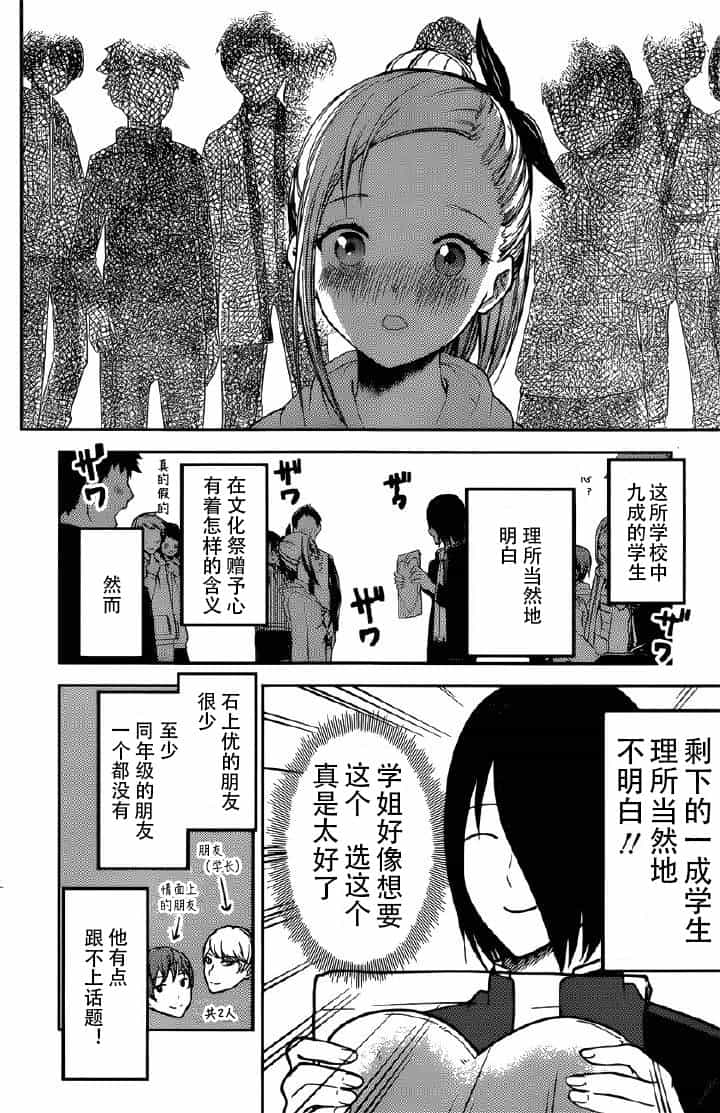 这所学校中
九成的学生
理所当然地
明白
在文化祭赠予心
有着怎样的含义
然而
ザワ
ザワ
ザワ
真的假的
心?
剩下的一成学生
理所当然地
不明白!!
学姐好像想要
这个 选这个
真是太好了
石上优的朋友
很少
至少
同年级的朋友
一个都没有
朋友
(学长)
情面上
的朋友
共2人
他有点
跟不上话题!